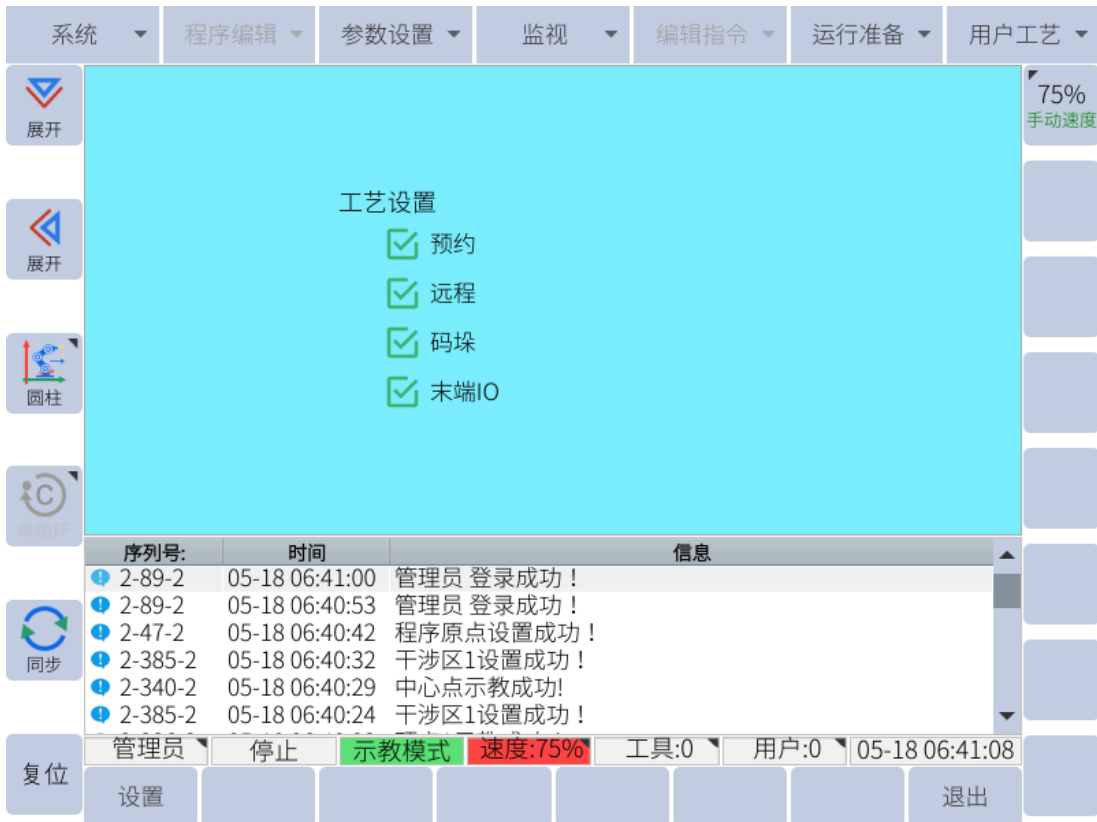 系统 程序编辑 参数设置 监视 编辑指令 运行准备 用户工艺
展开
75%
手动速度
工艺设置
预约
展开
远程
码垛
圆柱
末端IO
单循环
序列号: 时间 信息
2-89-2 05-18 06:41:00 管理员 登录成功！
2-89-2 05-18 06:40:53 管理员 登录成功！
2-47-2 05-18 06:40:42 程序原点设置成功！
同步
2-385-2 05-18 06:40:32 干涉区1设置成功！
2-340-2 05-18 06:40:29 中心点示教成功!
2-385-2 05-18 06:40:24 干涉区1设置成功！
管理员 停止 示教模式 速度:75% 工具:0 用户:0 05-18 06:41:08
复位
设置 退出